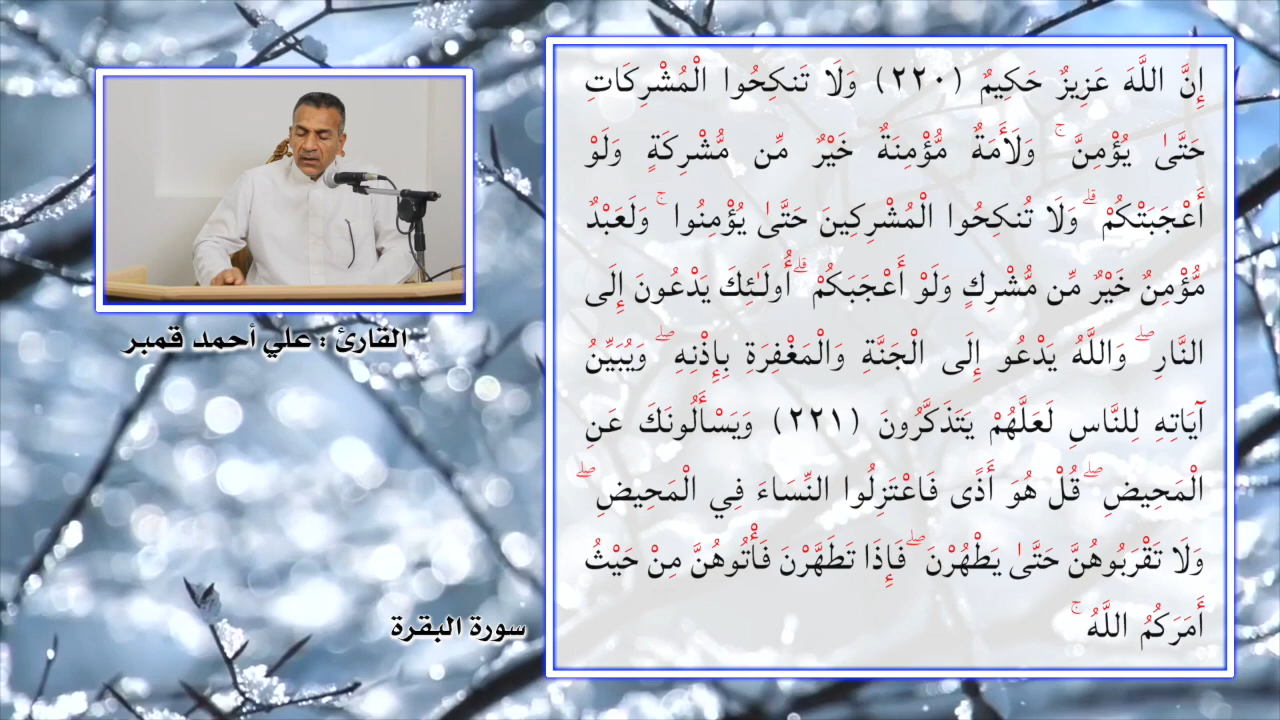 إِنَّ اللَّهَ عَزِيزٌ حَكِيمٌ (٢٢٠) وَلَا تَنكِحُوا الْمُشْرِكَاتِ
حَتَّىٰ يُؤْمِنَّ ۚ وَلَأَمَةٌ مُّؤْمِنَةٌ خَيْرٌ مِّن مُّشْرِكَةٍ وَلَوْ
أَعْجَبَتْكُمْ ۗ وَلَا تُنكِحُوا الْمُشْرِكِينَ حَتَّىٰ يُؤْمِنُوا ۚ وَلَعَبْدٌ
مُّؤْمِنٌ خَيْرٌ مِّن مُّشْرِكٍ وَلَوْ أَعْجَبَكُمْ ۗ أُولَـٰئِكَ يَدْعُونَ إِلَى
النَّارِ ۖ وَاللَّهُ يَدْعُو إِلَى الْجَنَّةِ وَالْمَغْفِرَةِ بِإِذْنِهِ ۖ وَيُبَيِّنُ
آيَاتِهِ لِلنَّاسِ لَعَلَّهُمْ يَتَذَكَّرُونَ (٢٢١) وَيَسْأَلُونَكَ عَنِ
الْمَحِيضِ ۖ قُلْ هُوَ أَذًى فَاعْتَزِلُوا النِّسَاءَ فِي الْمَحِيضِ ۖ
وَلَا تَقْرَبُوهُنَّ حَتَّىٰ يَطْهُرْنَ ۖ فَإِذَا تَطَهَّرْنَ فَأْتُوهُنَّ مِنْ حَيْثُ
أَمَرَكُمُ اللَّهُ ۚ
القارئ : علي أحمد قمبر
سورة البقرة